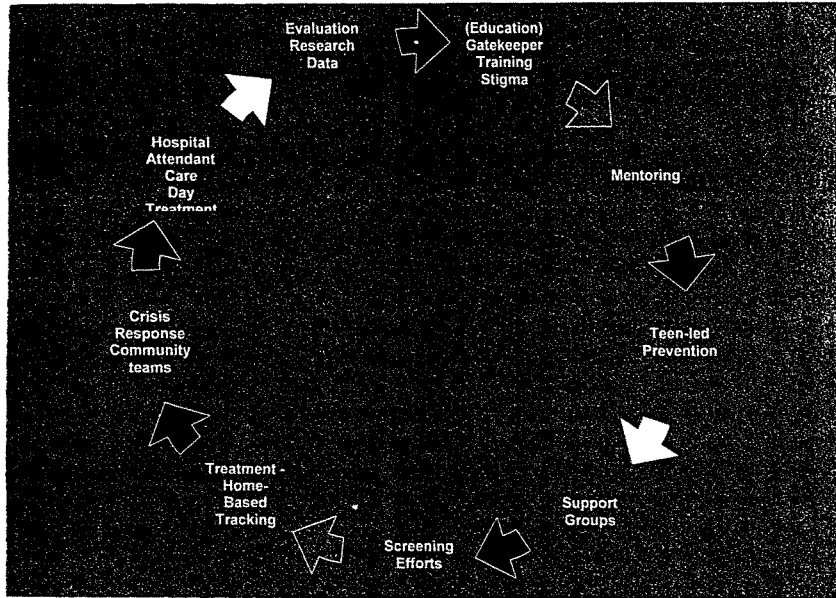 Evaluation
Research
Data
(Education)
Gatekeeper
Training
Stigma
Mentoring
Teen-led
Prevention
Support
Groups
Screening
Efforts
Treatment -
Home-
Based
Tracking
Crisis
Response
Community
teams
Hospital
Attendant
Care
Day
Treatment